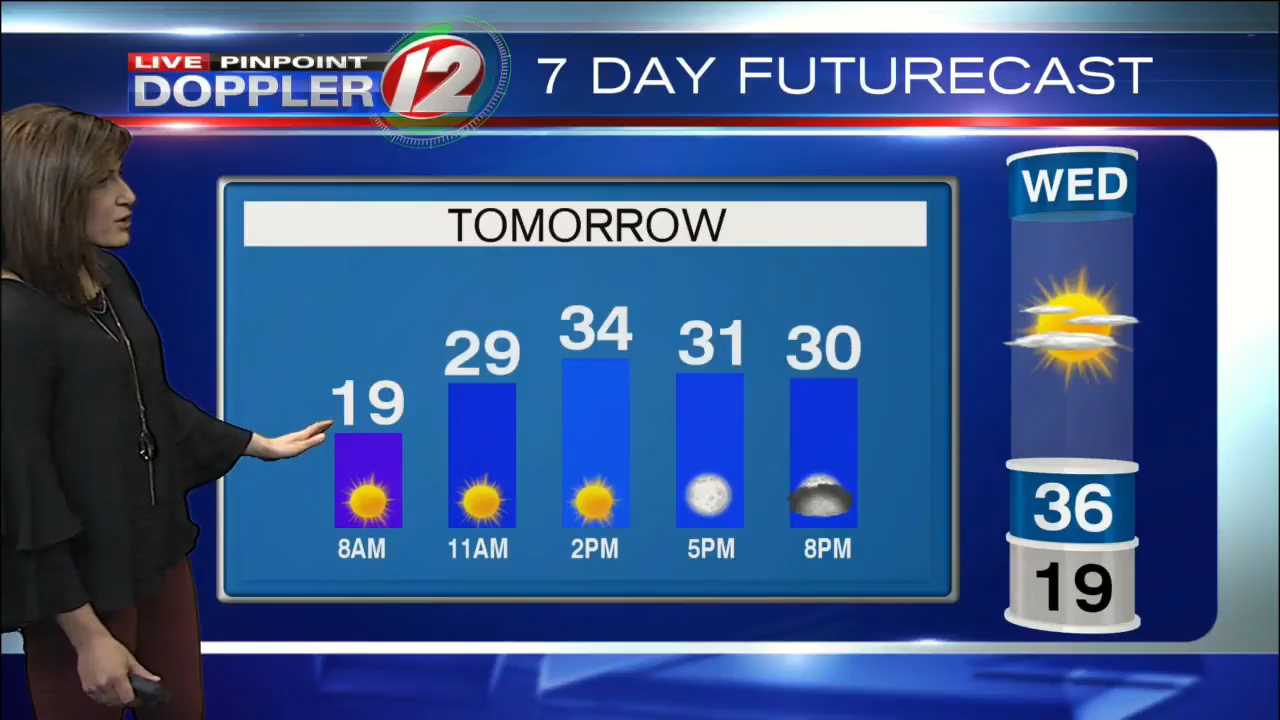 LIVE PINPOINT
DOPPLER 12
7 DAY FUTURECAST
TOMORROW
19 29 34 31 30
8AM 11AM 2PM 5PM 8PM
WED
36
19